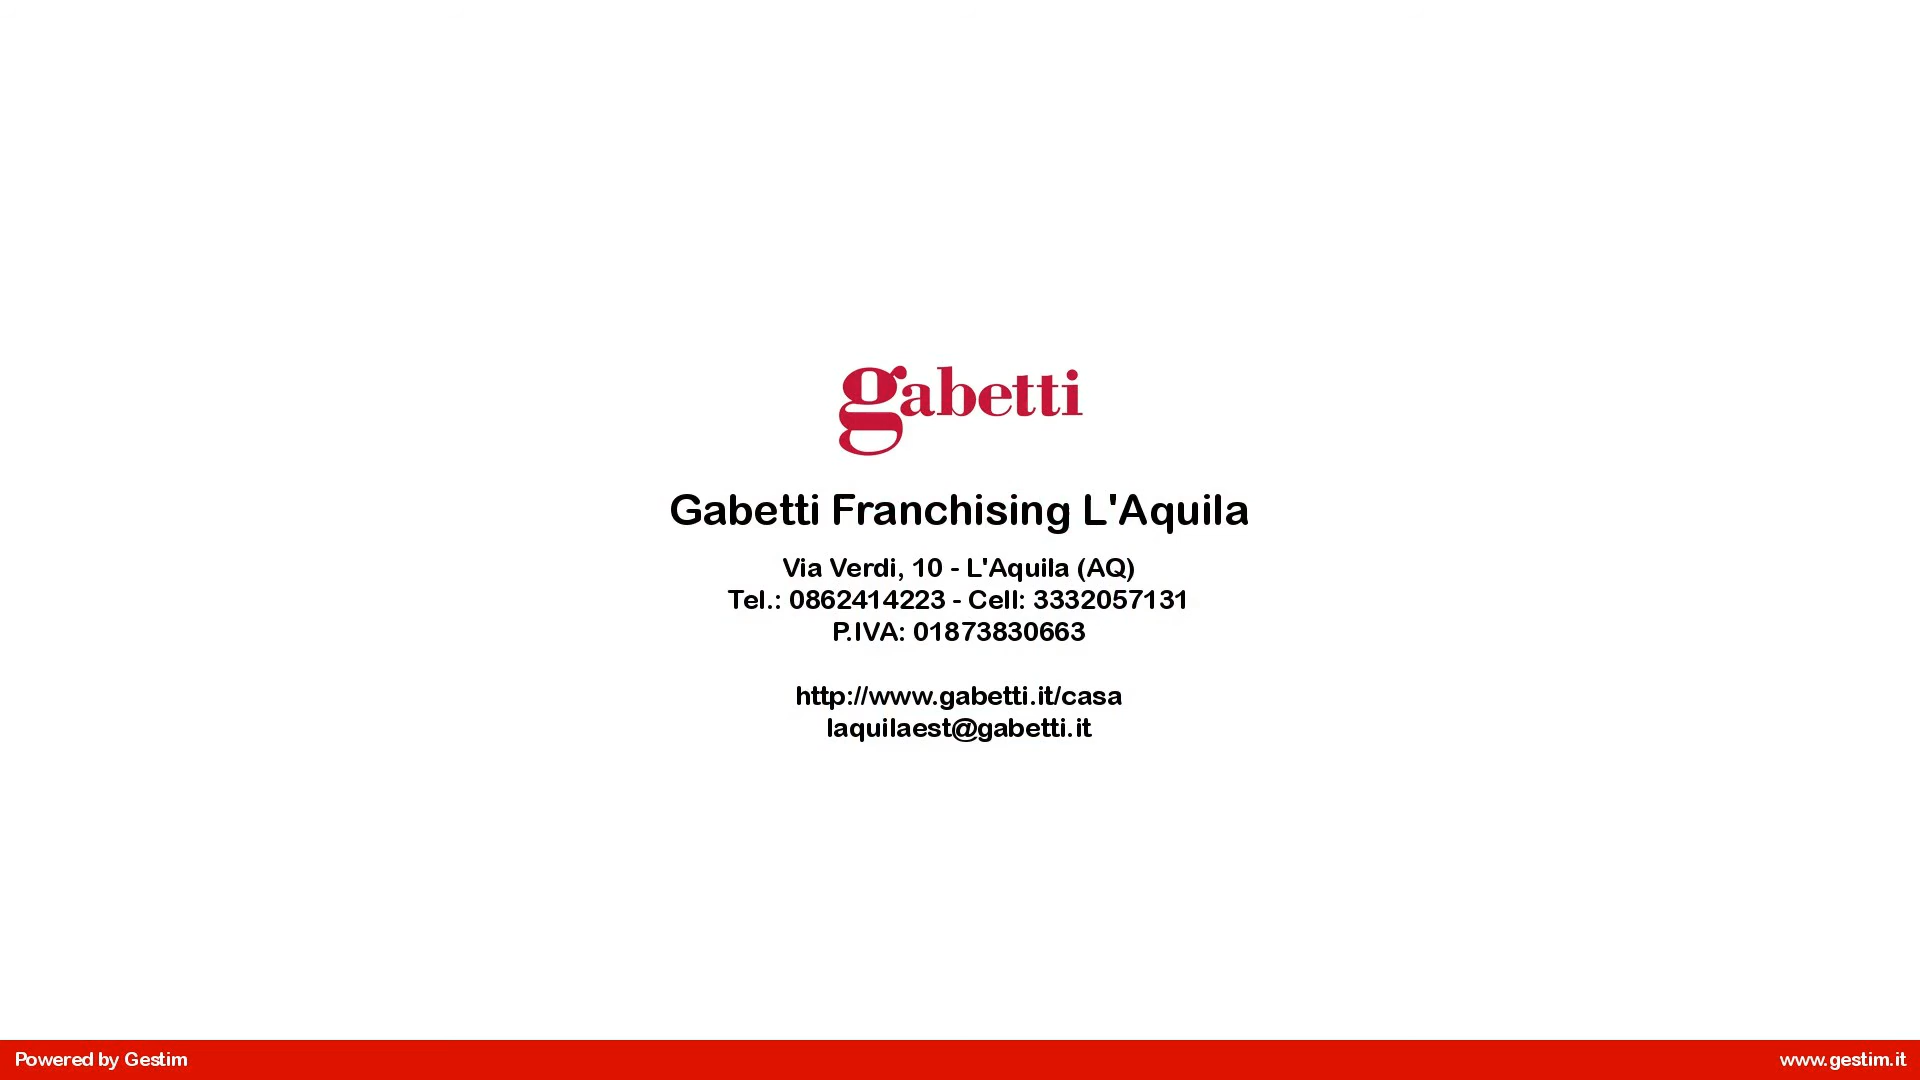 gabetti
Gabetti Franchising L'Aquila
Via Verdi, 10 - L'Aquila (AQ)
Tel.: 0862414223 - Cell: 3332057131
P.IVA: 01873830663
http://www.gabetti.it/casa
laquilaest@gabetti.it
Powered by Gestim
www.gestim.it